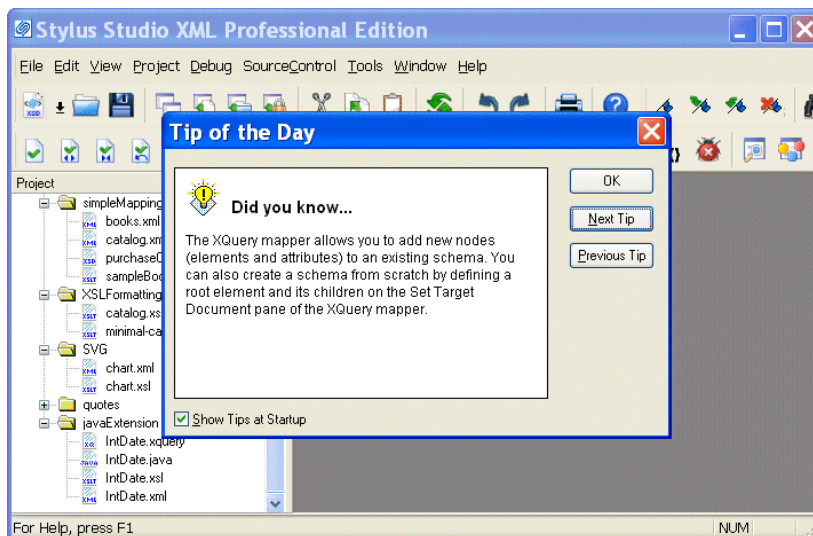 Stylus Studio XML Professional Edition
File Edit View Project Debug SourceControl Tools Window Help
Tip of the Day
Project
simpleMapping
books.xml
catalog.xm
purchaseO
sampleBoo
XSLFormatting
catalog.xs
minimal-ca
SVG
chart.xml
chart.xsl
quotes
javaExtension
IntDate.xquery
IntDate.java
IntDate.xsl
IntDate.xml
Did you know...
The XQuery mapper allows you to add new nodes
(elements and attributes) to an existing schema. You
can also create a schema from scratch by defining a
root element and its children on the Set Target
Document pane of the XQuery mapper.
OK
Next Tip
Previous Tip
Show Tips at Startup
For Help, press F1
NUM